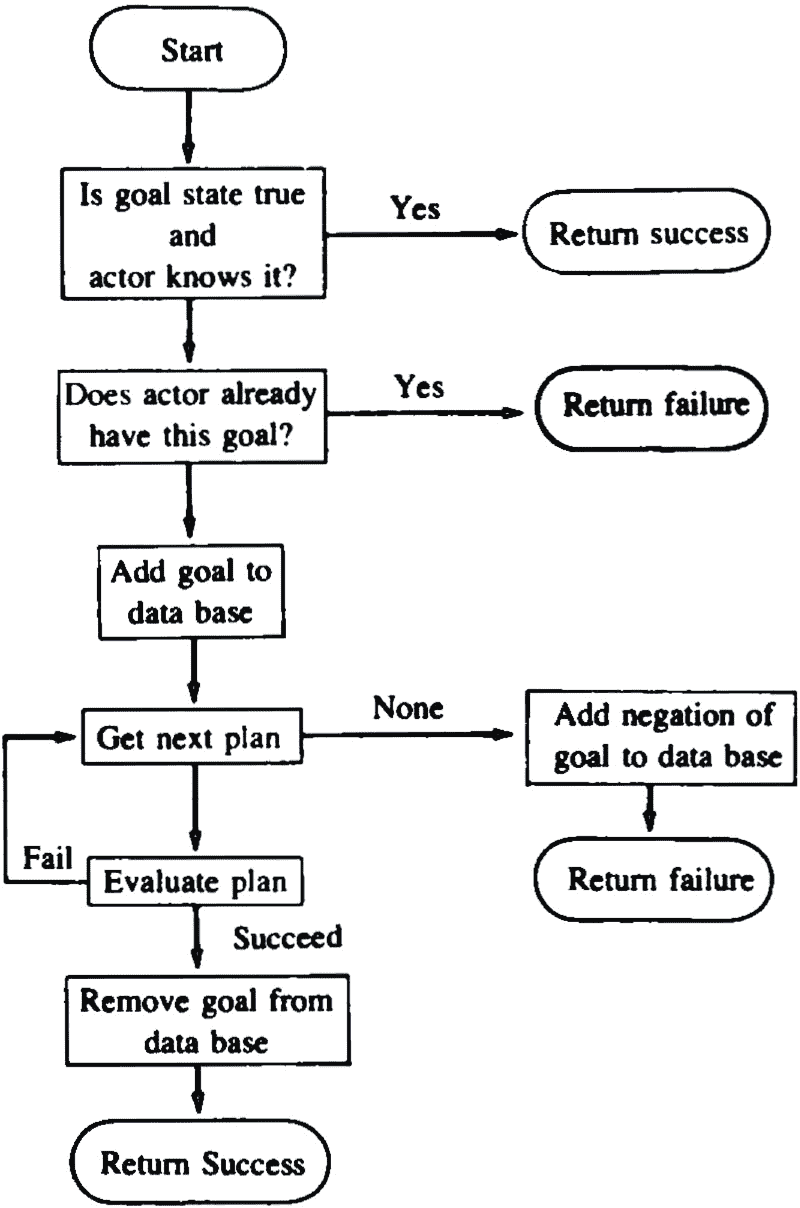 Start
Is goal state true
and
actor knows it?
Yes
Return success
Does actor already
have this goal?
Yes
Return failure
Add goal to
data base
Get next plan
None
Add negation of
goal to data base
Return failure
Fail
Evaluate plan
Succeed
Remove goal from
data base
Return Success